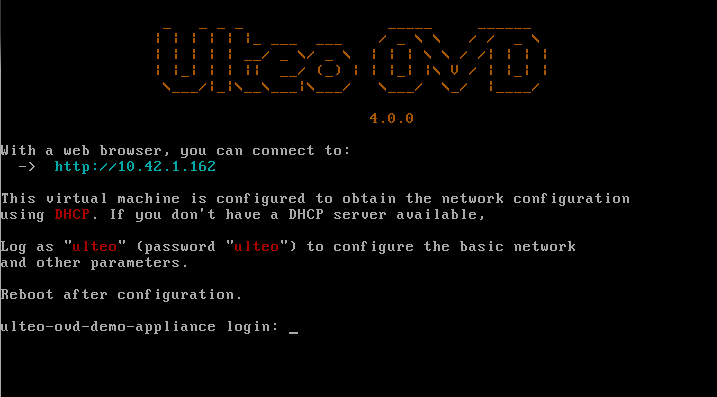 Ulteo OVD
4.0.0
With a web browser, you can connect to:
-> http://10.42.1.162
This virtual machine is configured to obtain the network configuration
using DHCP. If you don't have a DHCP server available,
Log as "ulteo" (password "ulteo") to configure the basic network
and other parameters.
Reboot after configuration.
ulteo-ovd-demo-appliance login: _